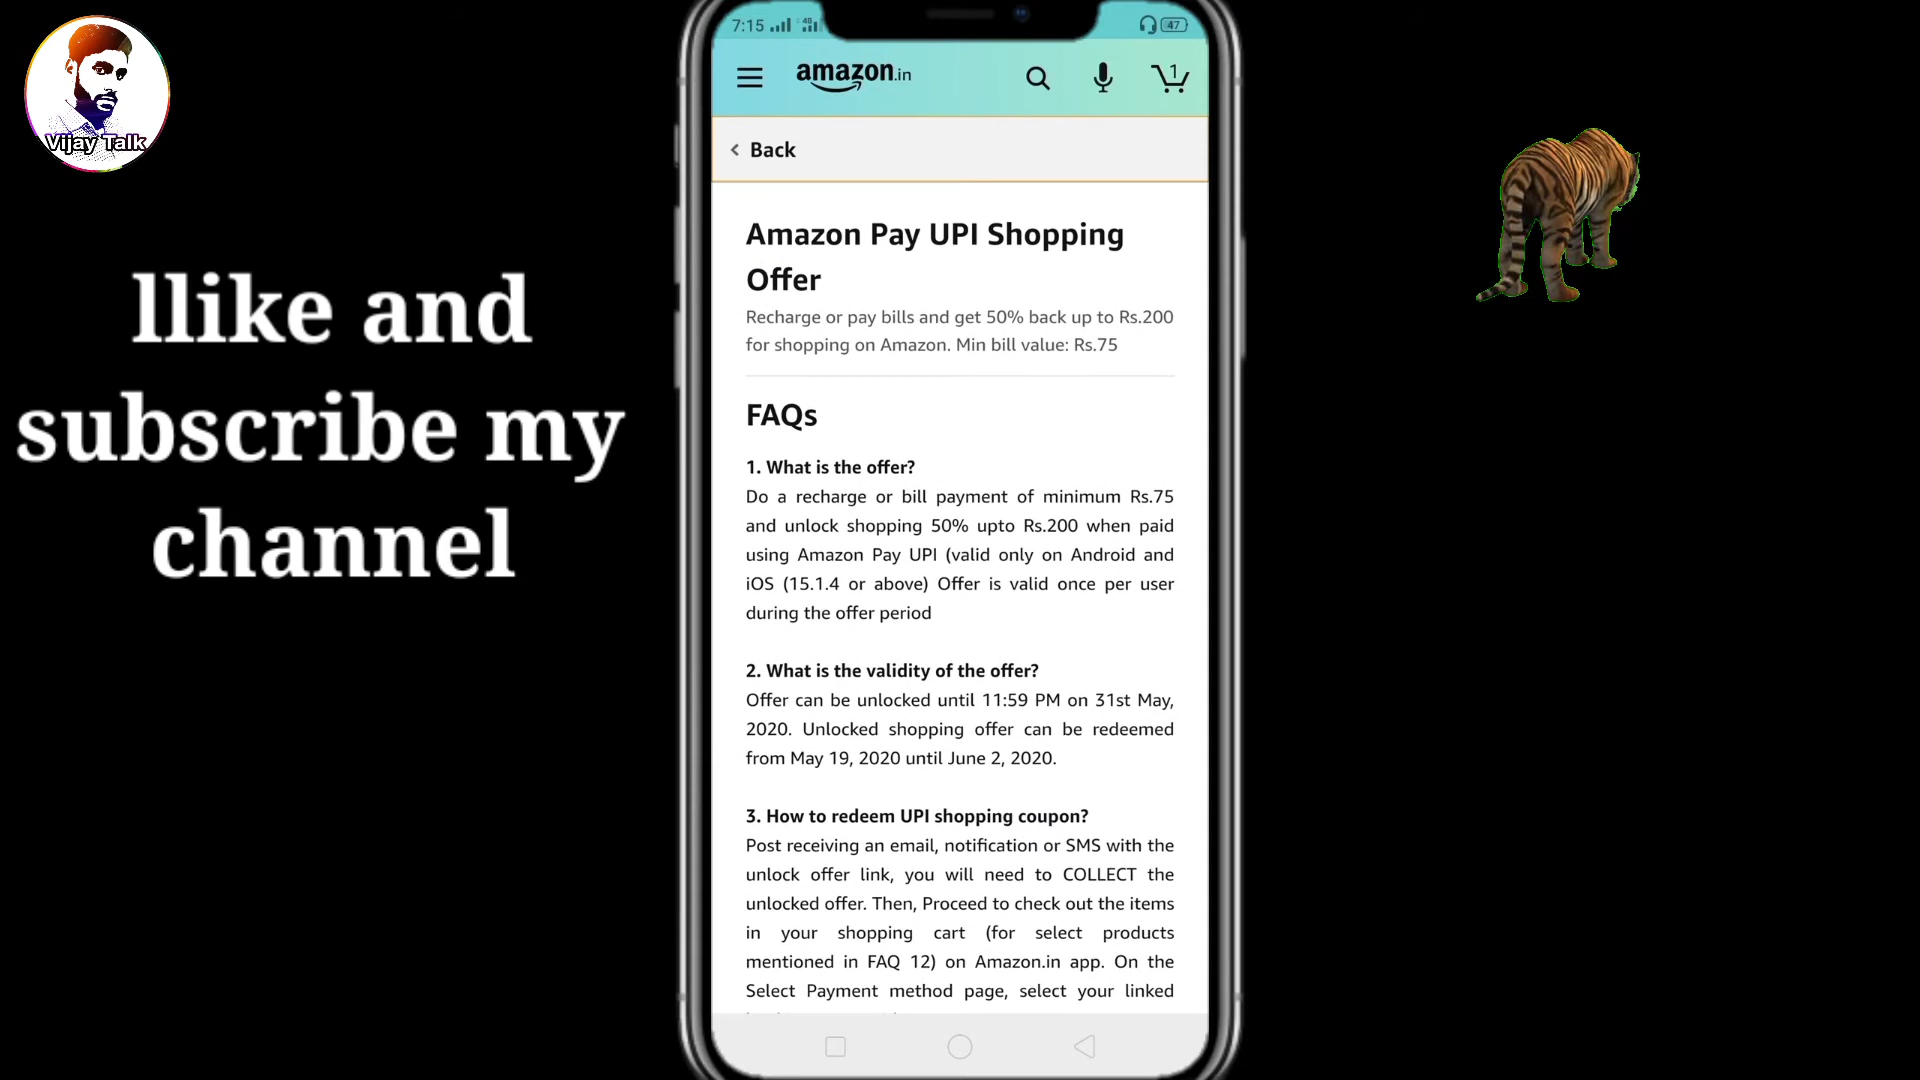 Vijay Talk
llike and
subscribe my
channel
7:15
4G
47
amazon.in
1
Back
Amazon Pay UPI Shopping
Offer
Recharge or pay bills and get 50% back up to Rs.200
for shopping on Amazon. Min bill value: Rs.75
FAQs
1. What is the offer?
Do a recharge or bill payment of minimum Rs.75
and unlock shopping 50% upto Rs.200 when paid
using Amazon Pay UPI (valid only on Android and
iOS (15.1.4 or above) Offer is valid once per user
during the offer period
2. What is the validity of the offer?
Offer can be unlocked until 11:59 PM on 31st May,
2020. Unlocked shopping offer can be redeemed
from May 19, 2020 until June 2, 2020.
3. How to redeem UPI shopping coupon?
Post receiving an email, notification or SMS with the
unlock offer link, you will need to COLLECT the
unlocked offer. Then, Proceed to check out the items
in your shopping cart (for select products
mentioned in FAQ 12) on Amazon.in app. On the
Select Payment method page, select your linked